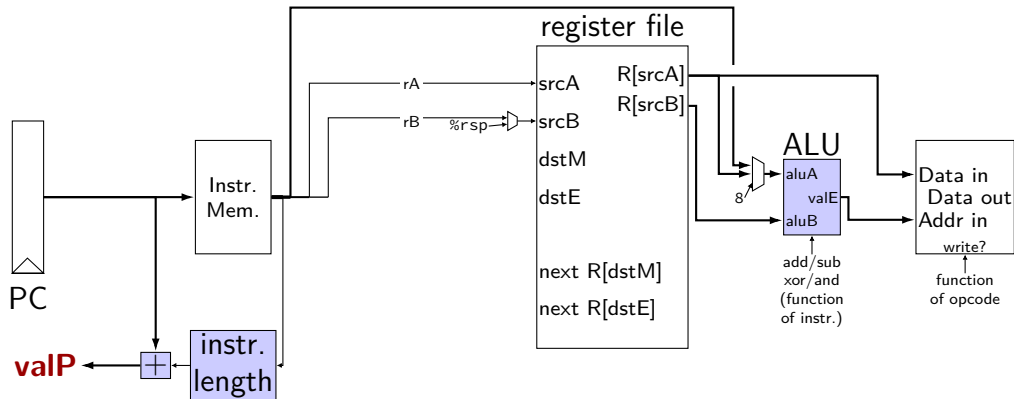 register file
R[srcA]
rA
srcA
R[srcB]
rB
%rsp
srcB
ALU
dstM
Instr.
Mem.
aluA
Data in
8
valE
Data out
dstE
aluB
Addr in
write?
add/sub
xor/and
(function
of instr.)
function
of opcode
next R[dstM]
PC
next R[dstE]
instr.
length
+
valP